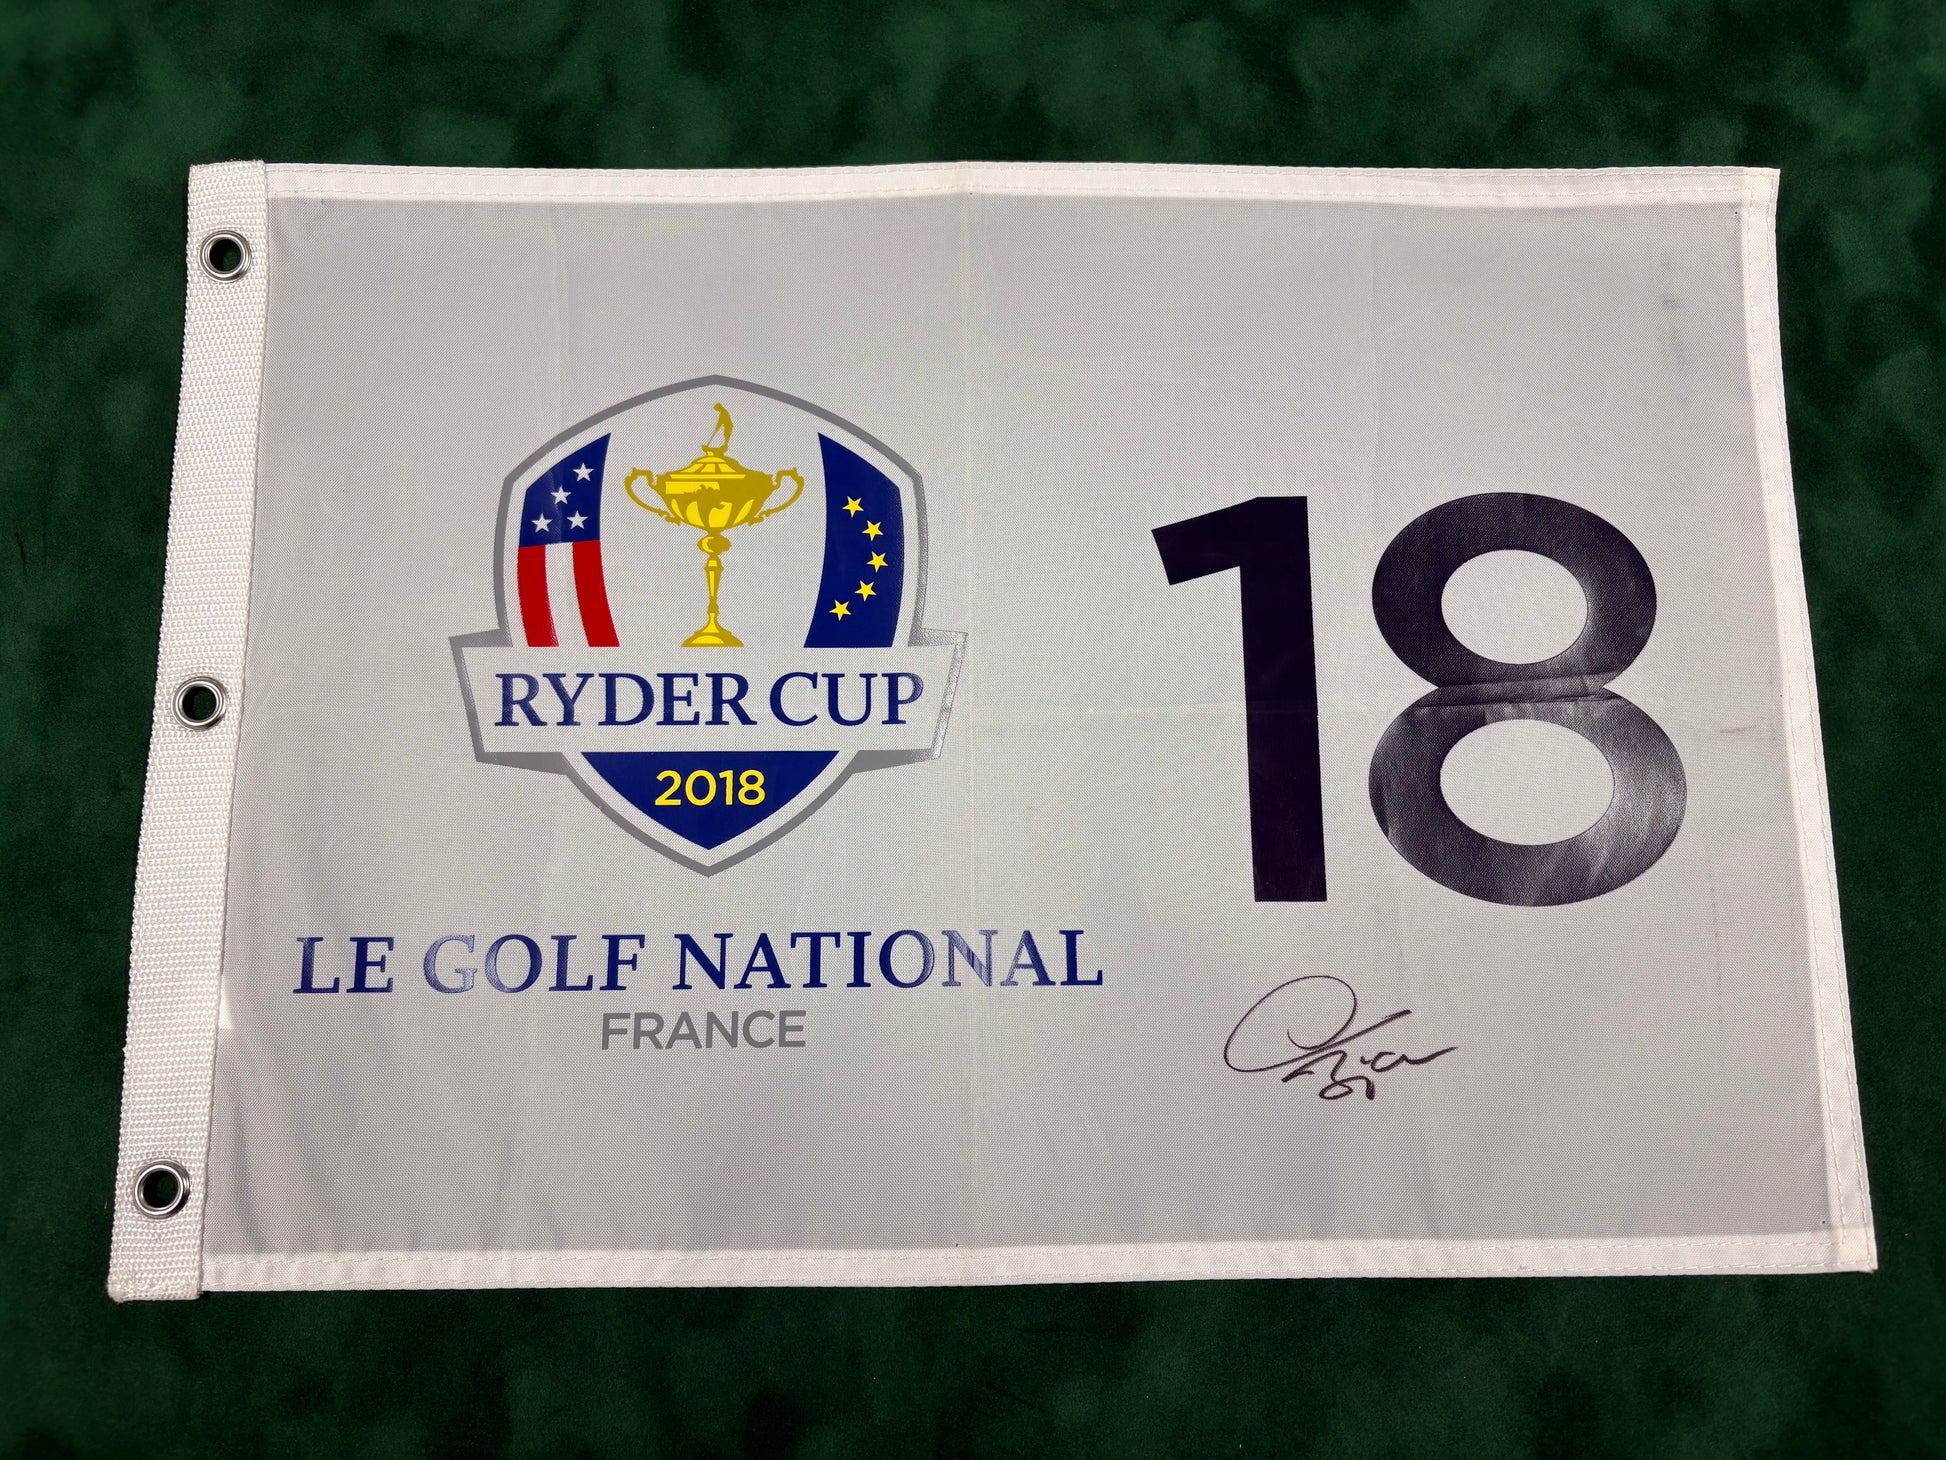 RYDER CUP
2018
LE GOLF NATIONAL
FRANCE
18